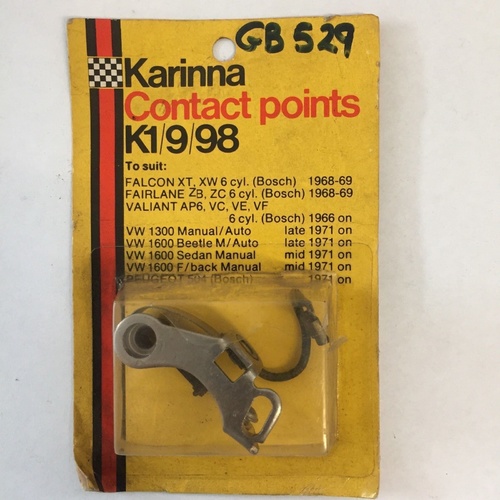 GB 529
Karinna
Contact points
K1/9/98
To suit:
FALCON XT, XW 6 cyl. (Bosch) 1968-69
FAIRLANE ZB, ZC 6 cyl. (Bosch) 1968-69
VALIANT AP6, VC, VE, VF
6 cyl. (Bosch) 1966 on
VW 1300 Manual/Auto late 1971 on
VW 1600 Beetle M/Auto late 1971 on
VW 1600 Sedan Manual mid 1971 on
VW 1600 F/back Manual mid 1971 on
PEUGEOT 504 (Bosch) 1971 on